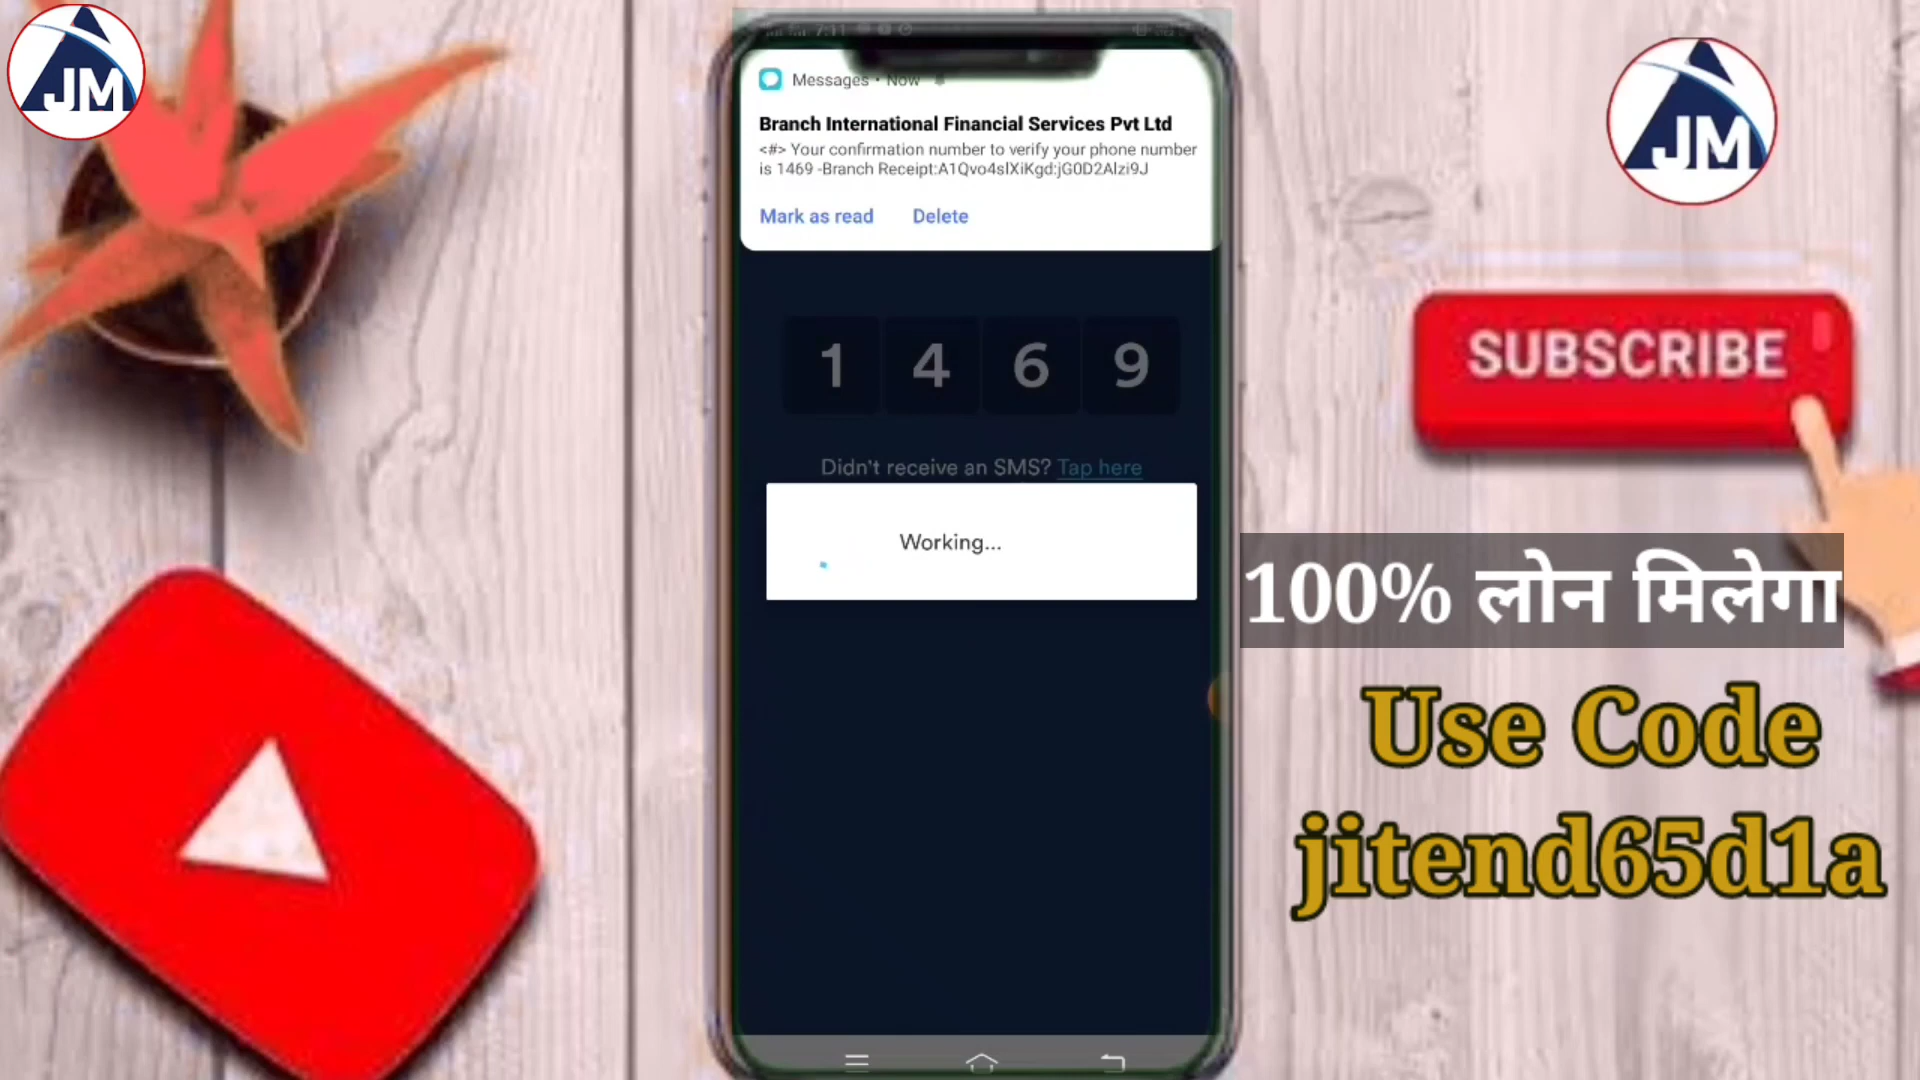 JM
7:11
Messages • Now
Branch International Financial Services Pvt Ltd
<#> Your confirmation number to verify your phone number
is 1469 -Branch Receipt:A1Qvo4slXiKgd:jG0D2Alzi9J
Mark as read Delete
1 4 6 9
Didn't receive an SMS? Tap here
Working...
JM
SUBSCRIBE
100% लोन मिलेगा
Use Code
jitend65d1a